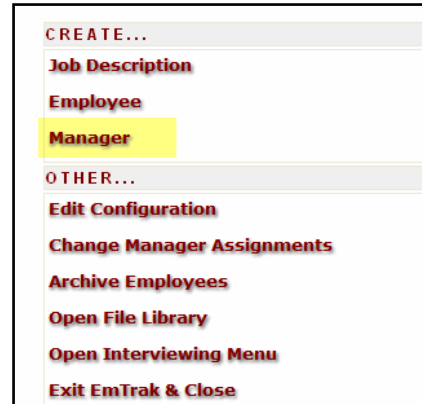 CREATE...
Job Description
Employee
Manager
OTHER...
Edit Configuration
Change Manager Assignments
Archive Employees
Open File Library
Open Interviewing Menu
Exit EmTrak & Close